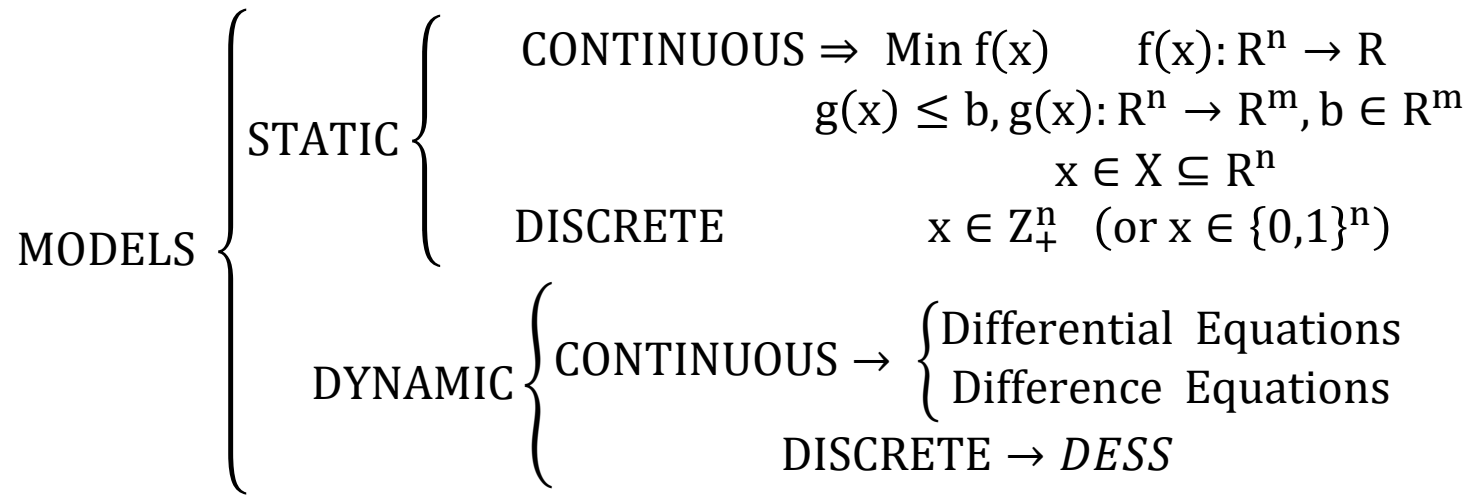 CONTINUOUS ⇒ Min f(x) f(x): Rⁿ → R
g(x) ≤ b, g(x): Rⁿ → Rᵐ, b ∈ Rᵐ
STATIC
x ∈ X ⊆ Rⁿ
DISCRETE x ∈ Z₊ⁿ (or x ∈ {0,1}ⁿ)
MODELS
Differential Equations
DYNAMIC CONTINUOUS →
Difference Equations
DISCRETE → DESS